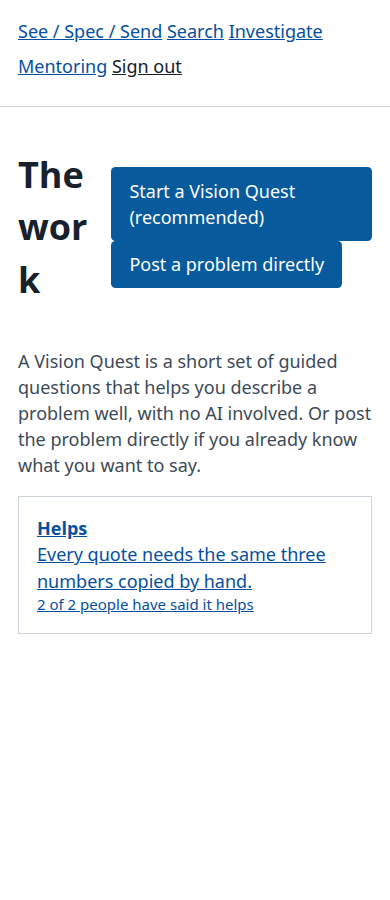 See / Spec / Send Search Investigate
Mentoring Sign out
The
wor
k
Start a Vision Quest
(recommended)
Post a problem directly
A Vision Quest is a short set of guided
questions that helps you describe a
problem well, with no AI involved. Or post
the problem directly if you already know
what you want to say.
Helps
Every quote needs the same three
numbers copied by hand.
2 of 2 people have said it helps